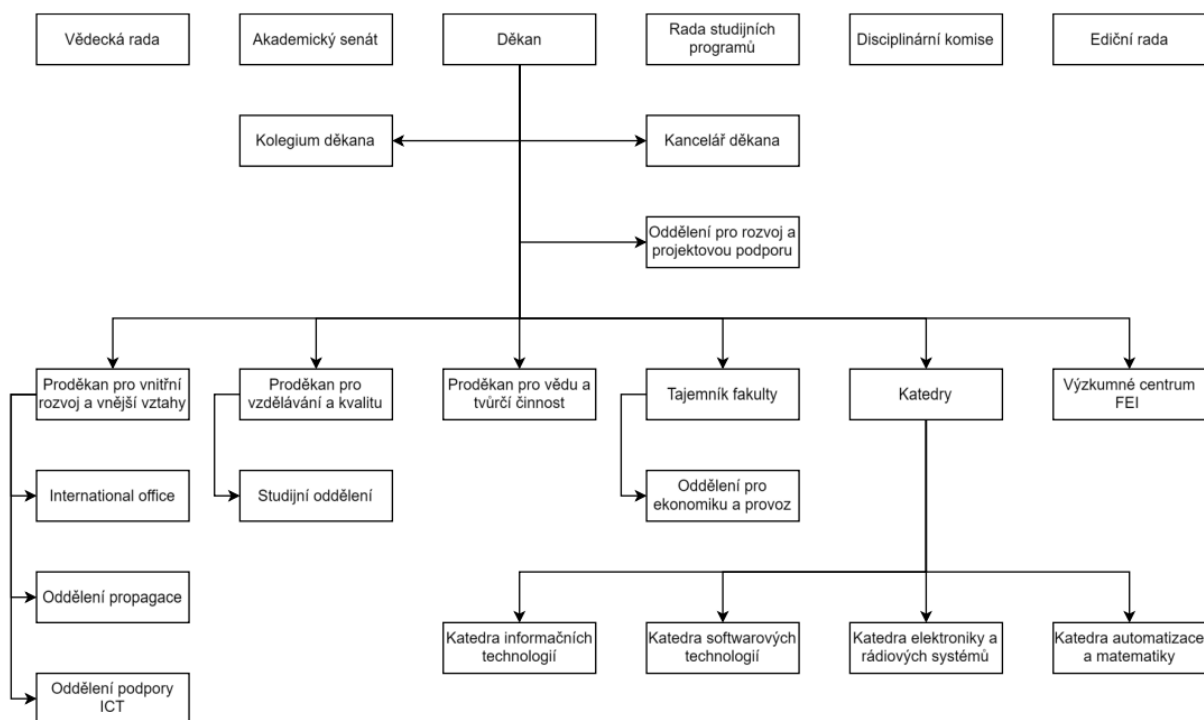 Vědecká rada
Akademický senát
Děkan
Rada studijních
programů
Disciplinární komise
Ediční rada
Kolegium děkana
Kancelář děkana
Oddělení pro rozvoj a
projektovou podporu
Proděkan pro vnitřní
rozvoj a vnější vztahy
Proděkan pro
vzdělávání a kvalitu
Proděkan pro vědu a
tvůrčí činnost
Tajemník fakulty
Katedry
Výzkumné centrum
FEI
International office
Studijní oddělení
Oddělení pro
ekonomiku a provoz
Oddělení propagace
Katedra informačních
technologií
Katedra softwarových
technologií
Katedra elektroniky a
rádiových systémů
Katedra automatizace
a matematiky
Oddělení podpory
ICT